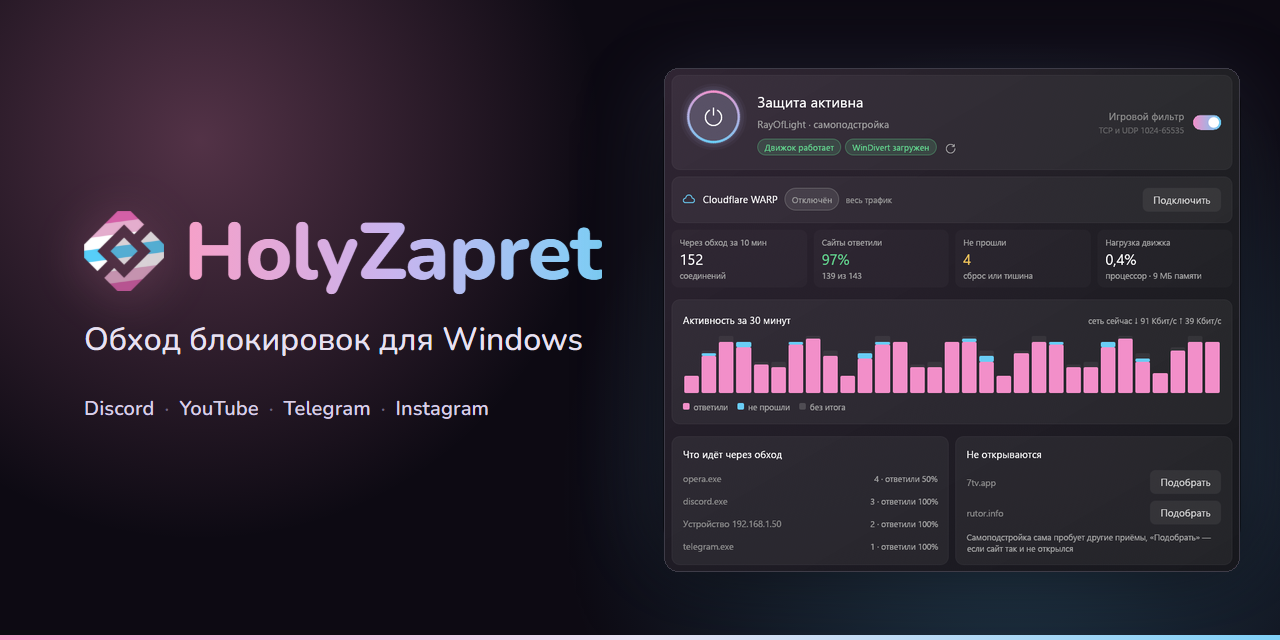 HolyZapret
Обход блокировок для Windows
Discord · YouTube · Telegram · Instagram
Защита активна
RayOfLight · самоподстройка
Движок работает
WinDivert загружен
Игровой фильтр
TCP и UDP 1024-65535
Cloudflare WARP
Отключён
весь трафик
Подключить
Через обход за 10 мин
152
соединений
Сайты ответили
97%
139 из 143
Не прошли
4
сброс или тишина
Нагрузка движка
0,4%
процессор · 9 МБ памяти
Активность за 30 минут
сеть сейчас ↓ 91 Кбит/с ↑ 39 Кбит/с
ответили
не прошли
без итога
Что идёт через обход
opera.exe 4 · ответили 50%
discord.exe 3 · ответили 100%
Устройство 192.168.1.50 2 · ответили 100%
telegram.exe 1 · ответили 100%
Не открываются
7tv.app Подобрать
rutor.info Подобрать
Самоподстройка сама пробует другие приёмы, «Подобрать» —
если сайт так и не открылся